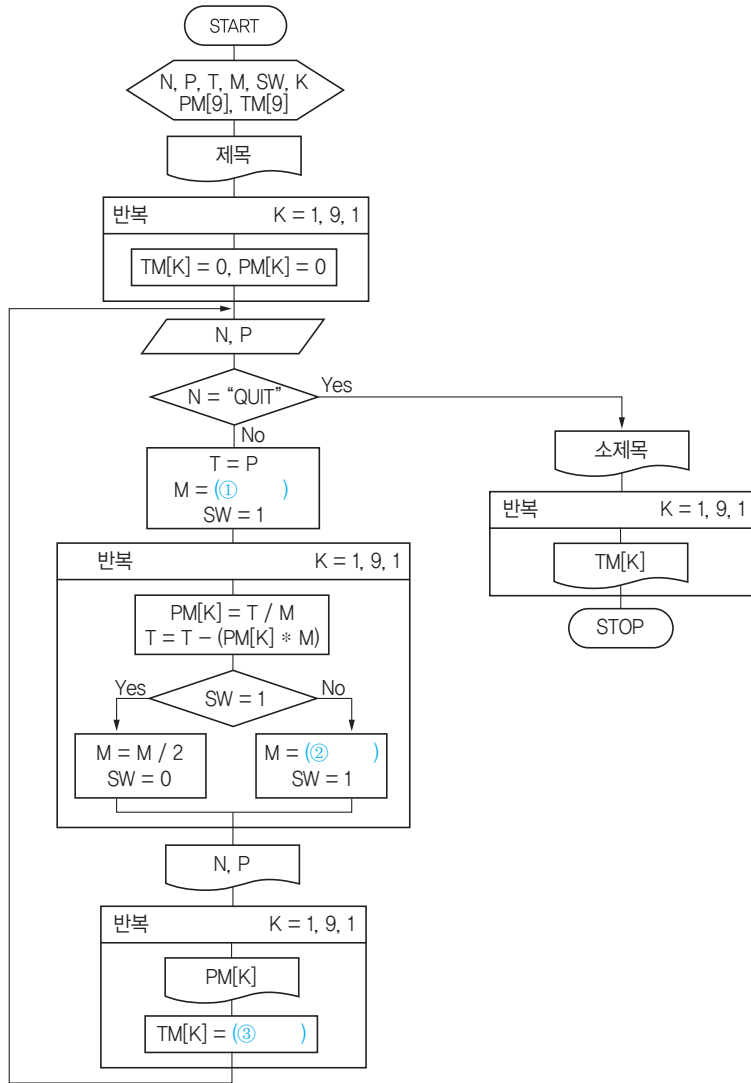 START
N, P, T, M, SW, K
PM[9], TM[9]
제목
반복 K = 1, 9, 1
TM[K] = 0, PM[K] = 0
N, P
N = “QUIT”
Yes
No
T = P
M = (① )
SW = 1
반복 K = 1, 9, 1
PM[K] = T / M
T = T − (PM[K] * M)
SW = 1
Yes
No
M = M / 2
SW = 0
M = (② )
SW = 1
N, P
반복 K = 1, 9, 1
PM[K]
TM[K] = (③ )
소제목
반복 K = 1, 9, 1
TM[K]
STOP